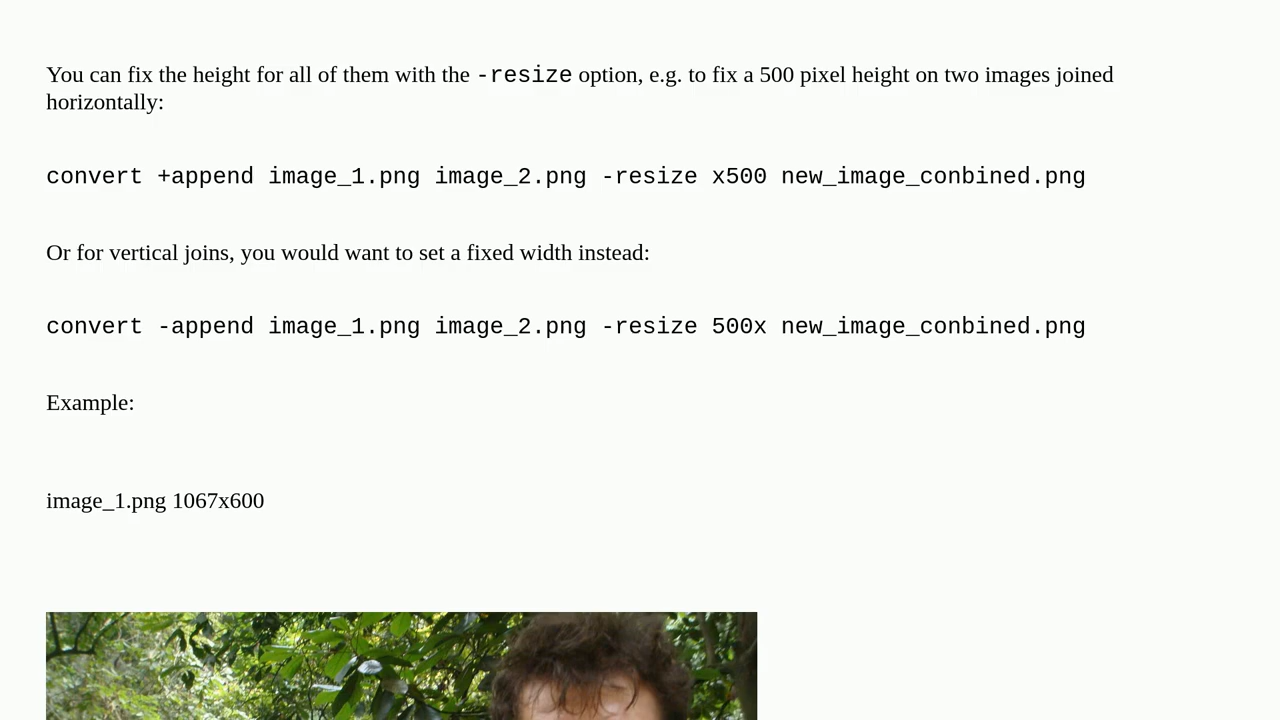 You can fix the height for all of them with the -resize option, e.g. to fix a 500 pixel height on two images joined
horizontally:
convert +append image_1.png image_2.png -resize x500 new_image_conbined.png
Or for vertical joins, you would want to set a fixed width instead:
convert -append image_1.png image_2.png -resize 500x new_image_conbined.png
Example:
image_1.png 1067x600